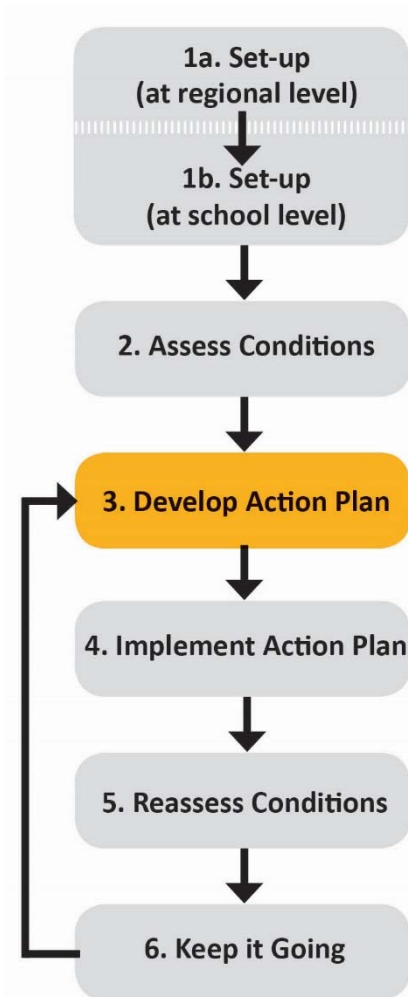 1a. Set-up
(at regional level)
1b. Set-up
(at school level)
2. Assess Conditions
3. Develop Action Plan
4. Implement Action Plan
5. Reassess Conditions
6. Keep it Going